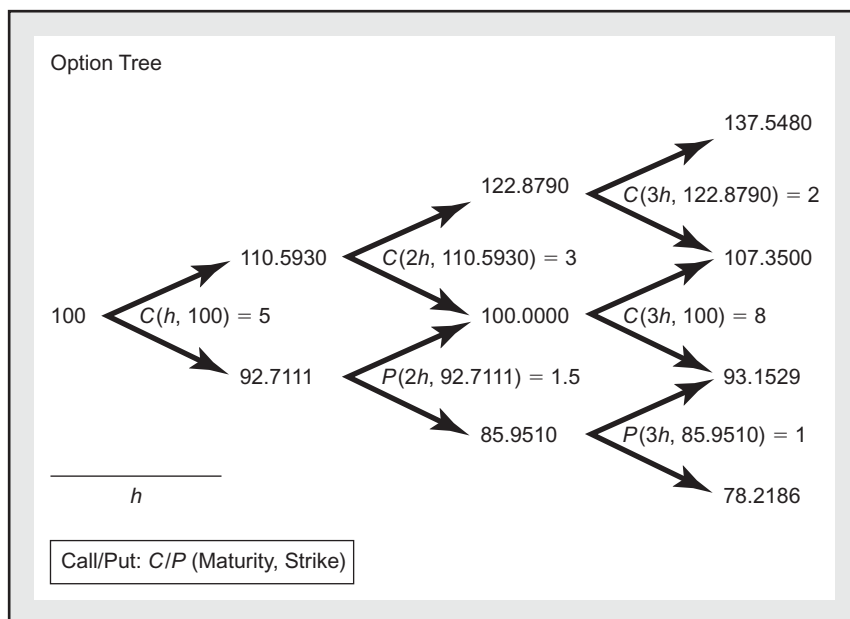 Option Tree
137.5480
122.8790
C(3h, 122.8790) = 2
110.5930
C(2h, 110.5930) = 3
107.3500
100
C(h, 100) = 5
100.0000
C(3h, 100) = 8
92.7111
P(2h, 92.7111) = 1.5
93.1529
85.9510
P(3h, 85.9510) = 1
h
78.2186
Call/Put: C/P (Maturity, Strike)